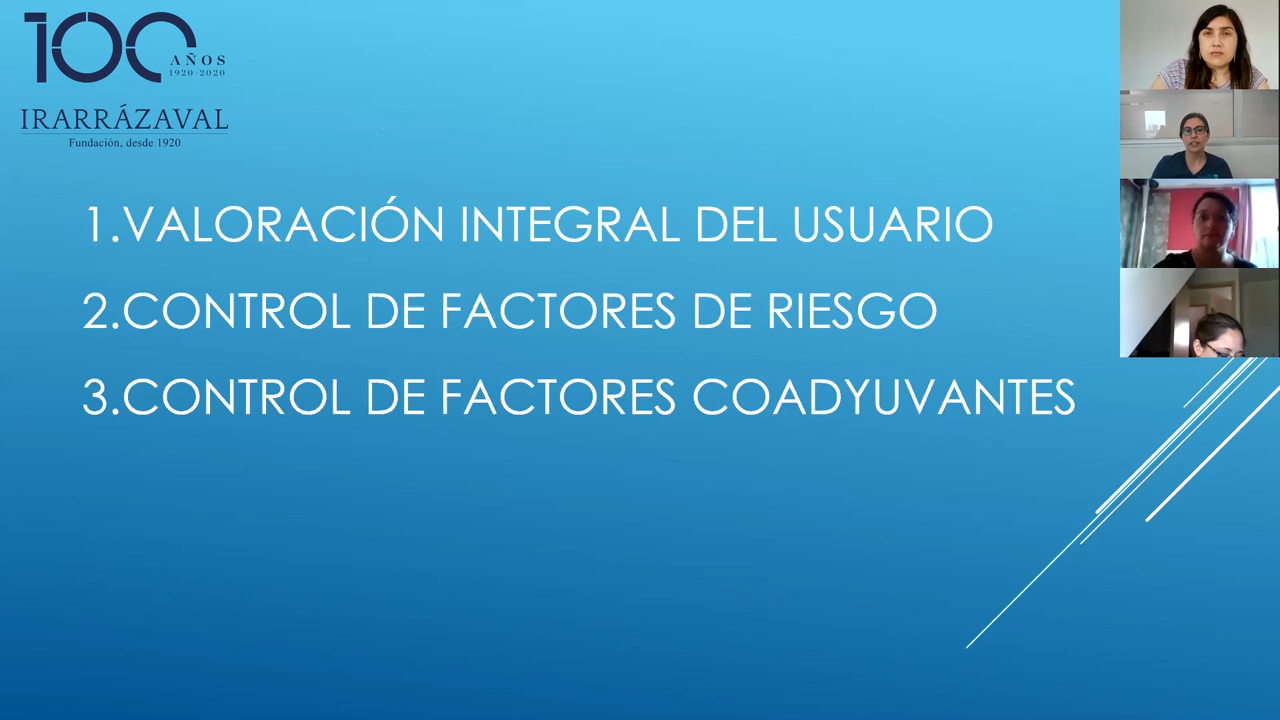 100
AÑOS
1920-2020
IRARRÁZAVAL
Fundación, desde 1920
1.VALORACIÓN INTEGRAL DEL USUARIO
2.CONTROL DE FACTORES DE RIESGO
3.CONTROL DE FACTORES COADYUVANTES